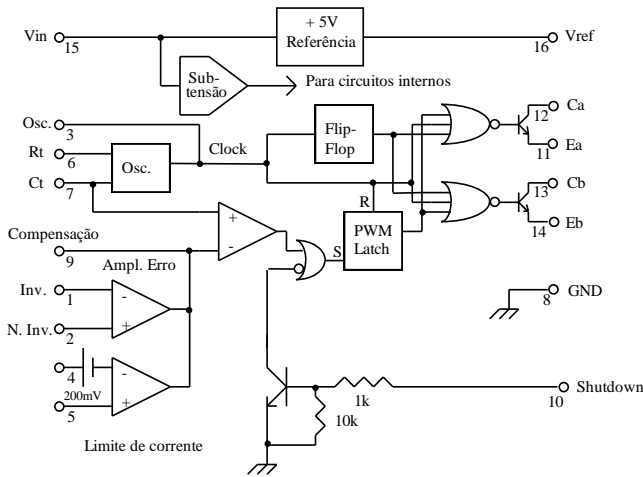 Vin
15
+ 5V
Referência
16
Vref
Sub-
tensão
Para circuitos internos
Osc.
3
Rt
6
Ct
7
Osc.
Clock
Flip-
Flop
Ca
12
11
Ea
Cb
13
14
Eb
R
S
PWM
Latch
+
-
Compensação
9
Ampl. Erro
Inv.
1
-
N. Inv.
2
+
4
-
200mV
5
+
8
GND
1k
10k
10
Shutdown
Limite de corrente